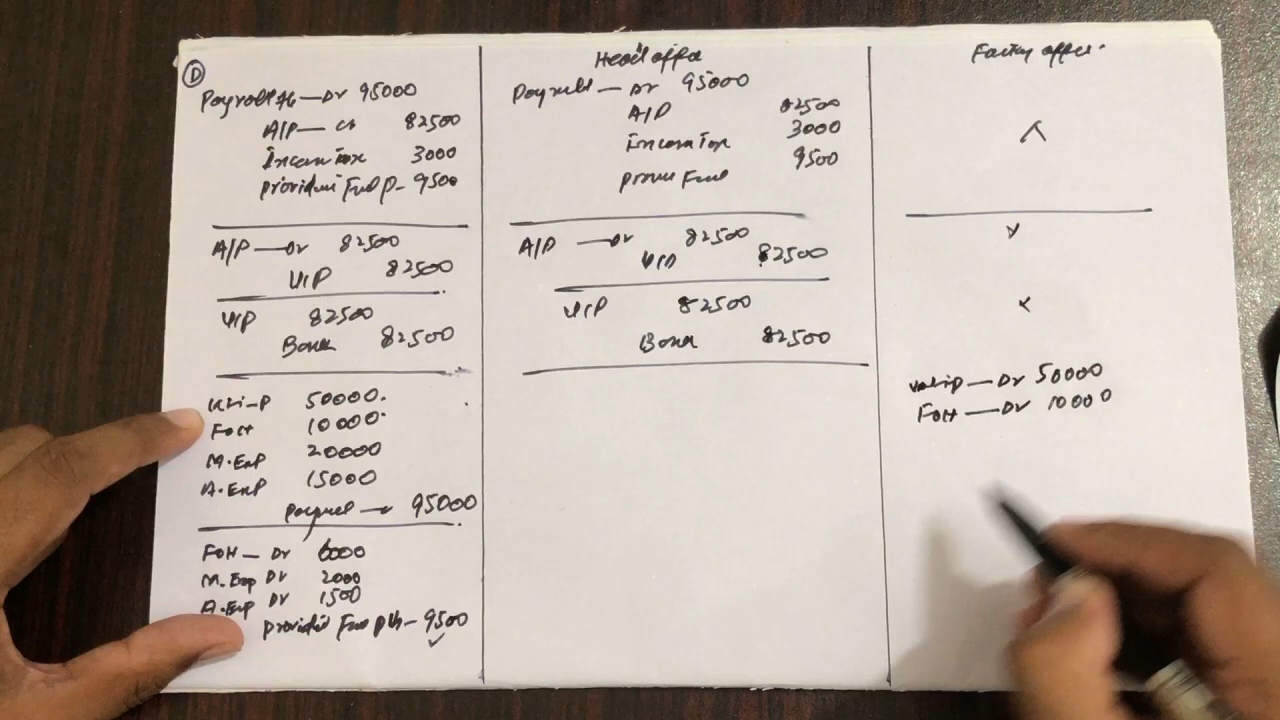 D
Payroll A/c — Dr 95000
A/P — Cr 82500
Income Tax 3000
Provident Fund P - 9500
A/P — Dr 82500
V/P 82500
V/P 82500
Bank 82500
W-i-P 50000
FOH 10000
M.Exp 20000
A.Exp 15000
Payroll 95000
FOH — Dr 6000
M.Exp Dr 2000
A.Exp Dr 1500
Provident Fund - 9500
Head office
Payroll — Dr 95000
A/P 82500
Income Tax 3000
Provi Fund 9500
A/P — Dr 82500
V/P 82500
V/P 82500
Bank 82500
Factory office
x
x
x
W-i-p — Dr 50000
FOH — Dr 10000